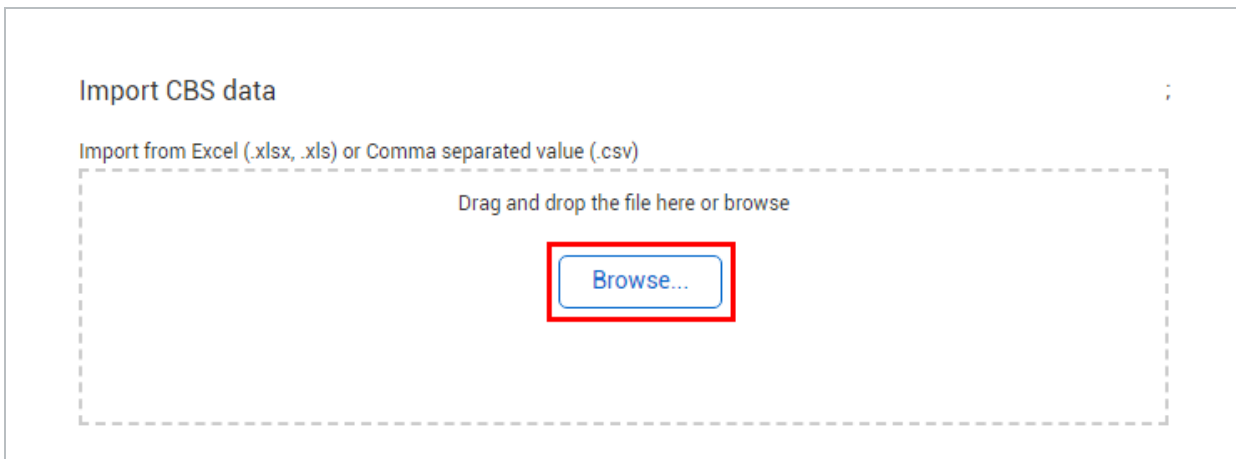 Import CBS data
;
Import from Excel (.xlsx, .xls) or Comma separated value (.csv)
Drag and drop the file here or browse
Browse...